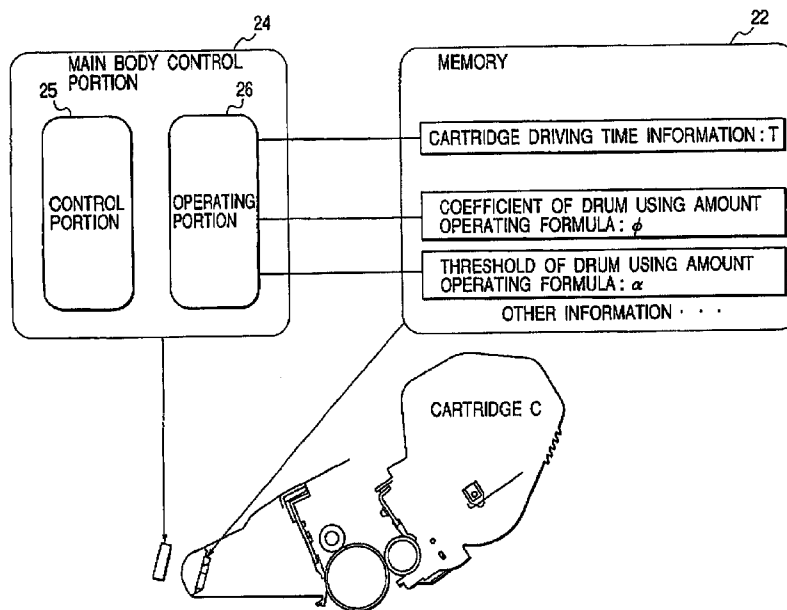 24
MAIN BODY CONTROL
PORTION
25
26
CONTROL
PORTION
OPERATING
PORTION
22
MEMORY
CARTRIDGE DRIVING TIME INFORMATION : T
COEFFICIENT OF DRUM USING AMOUNT
OPERATING FORMULA : ϕ
THRESHOLD OF DRUM USING AMOUNT
OPERATING FORMULA : α
OTHER INFORMATION · · ·
CARTRIDGE C